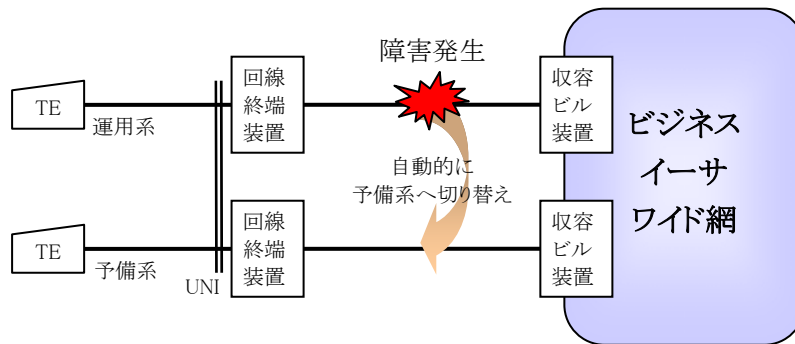 障害発生
TE
運用系
回線
終端
装置
収容
ビル
装置
ビジネス
イーサ
ワイド網
自動的に
予備系へ切り替え
TE
予備系
UNI
回線
終端
装置
収容
ビル
装置